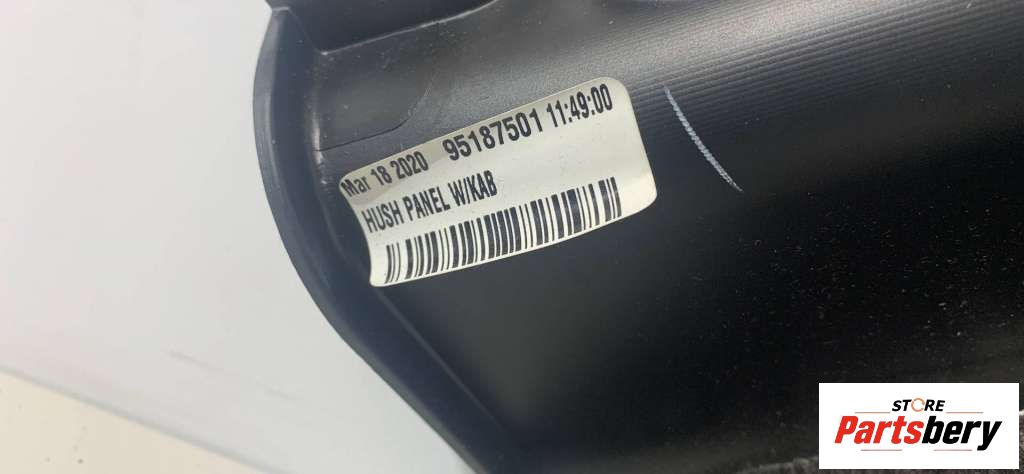 Mar 18 2020 95187501 11:49:00
HUSH PANEL W/KAB
STORE
Partsbery